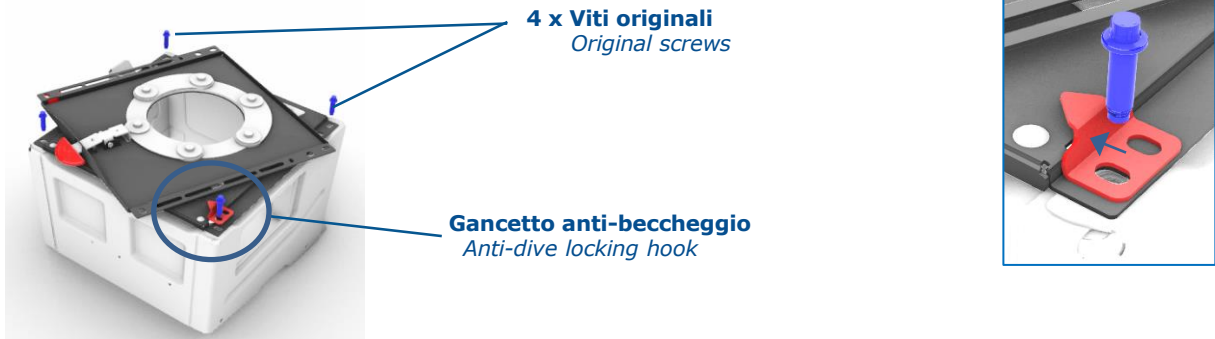 4 x Viti originali
Original screws
Gancetto anti-beccheggio
Anti-dive locking hook